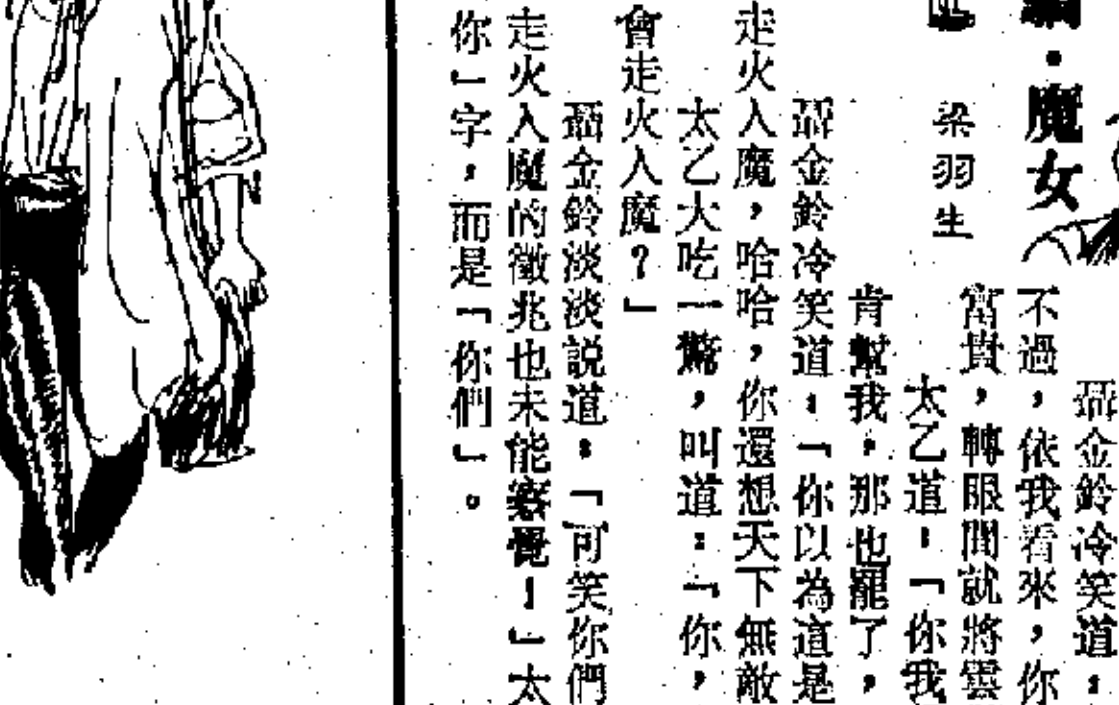 ・魔女
梁羽生
聶金鈴冷笑道：
不過，依我看來，你
富貴，轉眼間就將雲
太乙道：「你我
肯幫我，那也罷了，
聶金鈴冷笑道：「你以為這是
走火入魔，哈哈，你還想天下無敵
太乙大吃一驚，叫道：「你，
會走火入魔？」
聶金鈴淡淡説道：「可笑你們
走火入魔的徵兆也未能察覺！」太
你」字，而是「你們」。